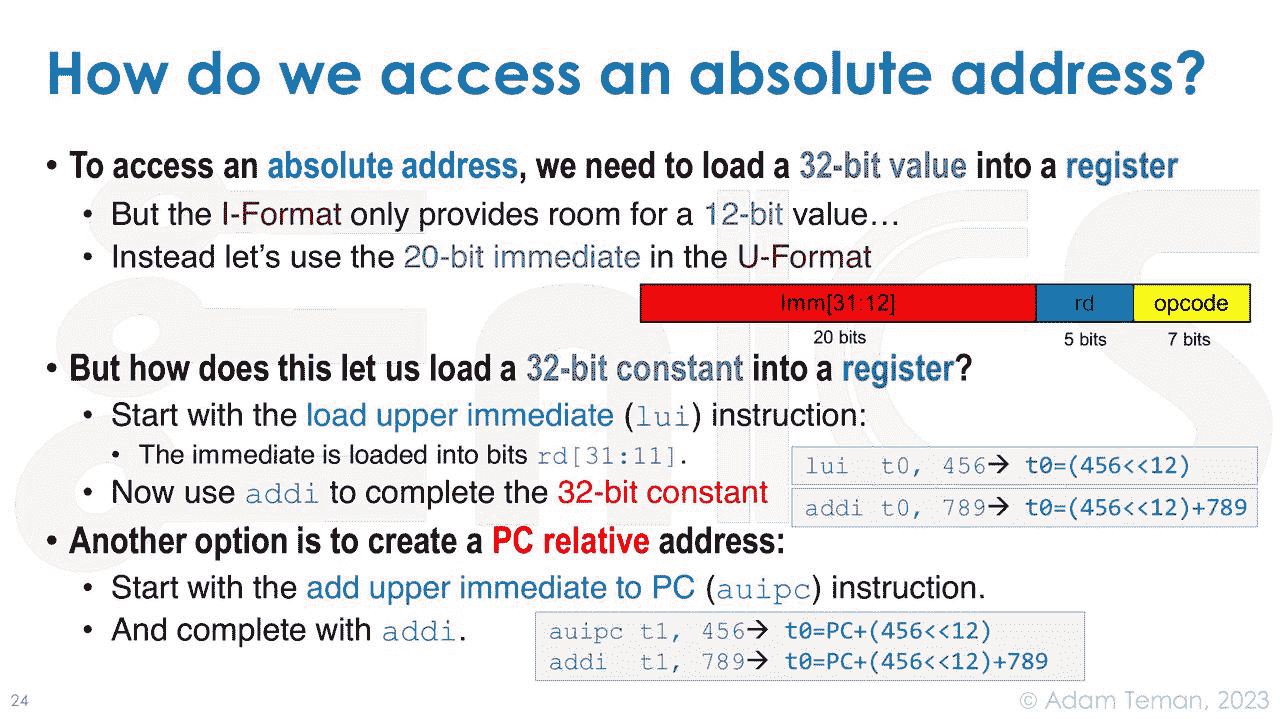 How do we access an absolute address?
• To access an absolute address, we need to load a 32-bit value into a register
• But the I-Format only provides room for a 12-bit value…
• Instead let's use the 20-bit immediate in the U-Format
Imm[31:12] rd opcode
20 bits 5 bits 7 bits
• But how does this let us load a 32-bit constant into a register?
• Start with the load upper immediate (lui) instruction:
• The immediate is loaded into bits rd[31:11].
lui t0, 456→ t0=(456<<12)
• Now use addi to complete the 32-bit constant
addi t0, 789→ t0=(456<<12)+789
• Another option is to create a PC relative address:
• Start with the add upper immediate to PC (auipc) instruction.
• And complete with addi.
auipc t1, 456→ t0=PC+(456<<12)
addi t1, 789→ t0=PC+(456<<12)+789
24
© Adam Teman, 2023